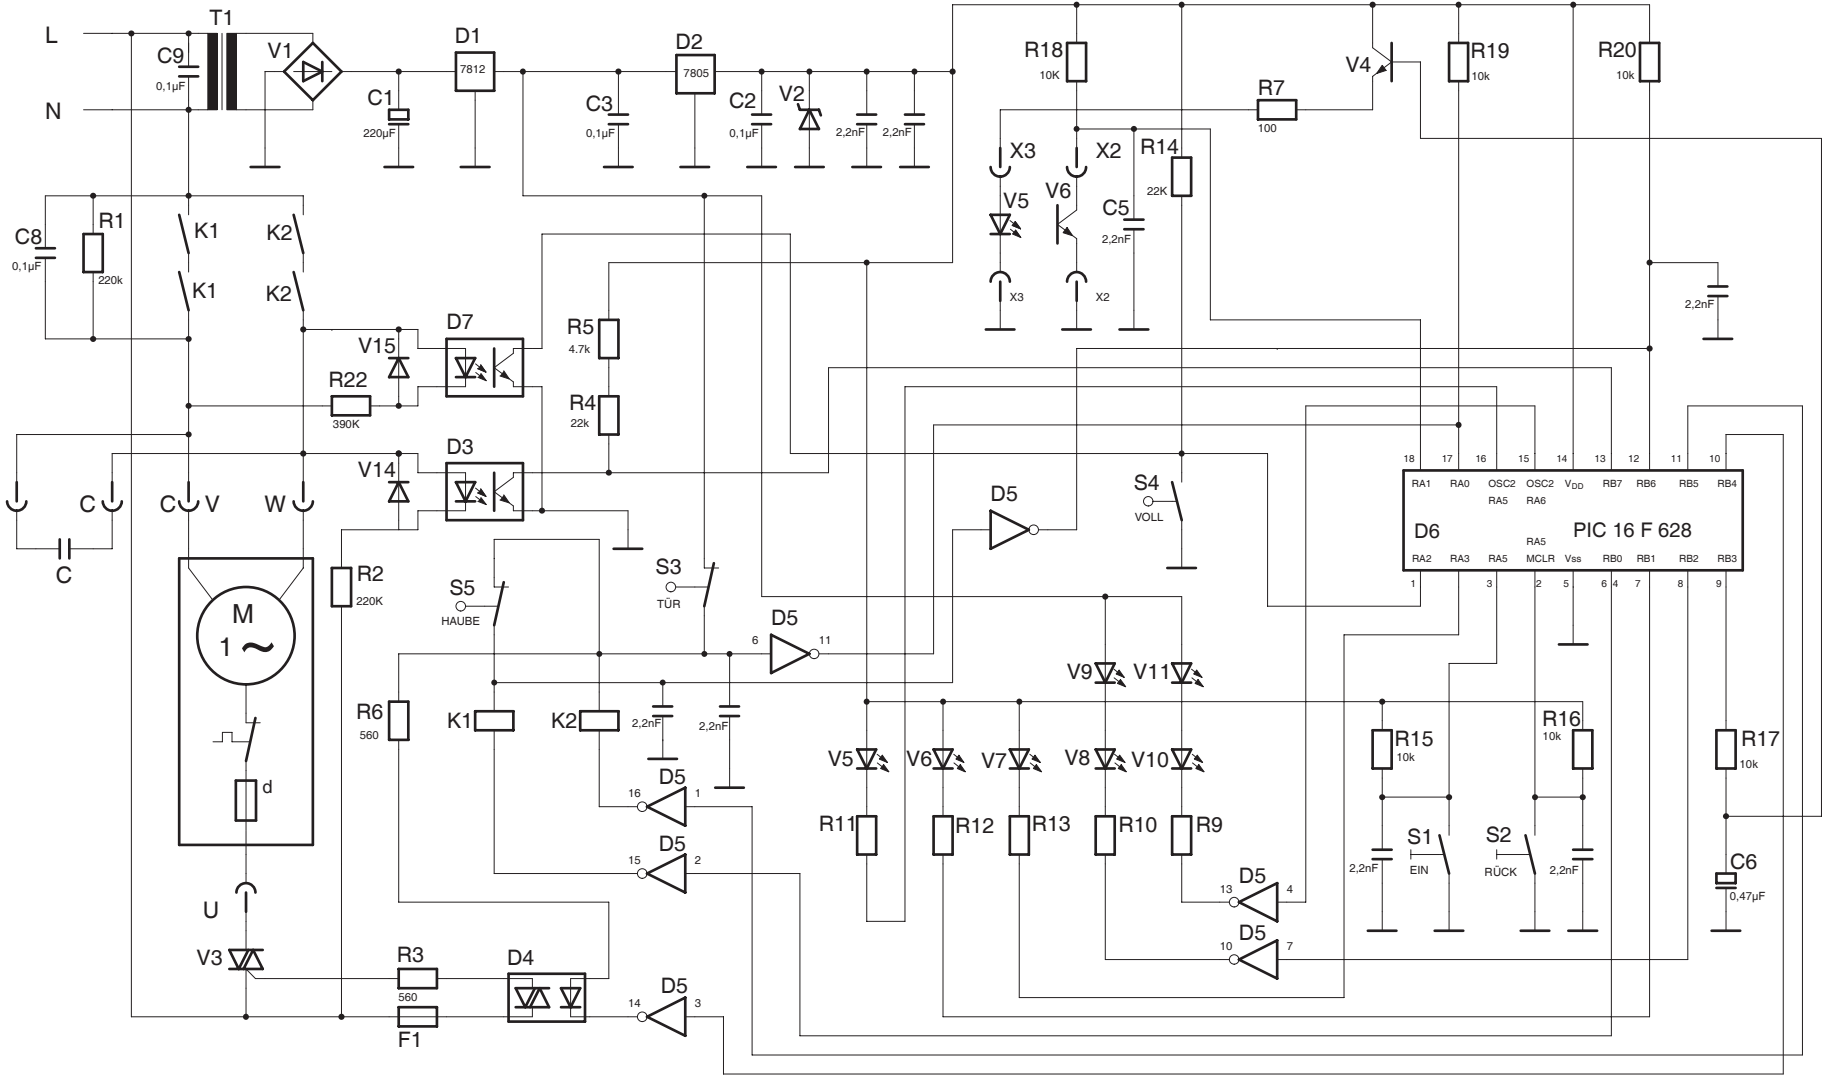 T1
L
C9
0,1µF
V1
D1
7812
D2
7805
N
C1
220µF
C3
0,1µF
C2
0,1µF
V2
2,2nF
2,2nF
R18
10K
R7
100
V4
R19
10k
R20
10k
X3
X2
R14
22K
V5
V6
C5
2,2nF
X3
X2
2,2nF
C8
0,1µF
R1
220k
K1
K2
K1
K2
V15
D7
R22
390K
R5
4.7k
R4
22k
V14
D3
C
C
V
W
C
R2
220K
S5
HAUBE
S3
TÜR
D5
S4
VOLL
18
17
16
15
14
13
12
11
10
RA1
RA0
OSC2
RA5
OSC2
RA6
VDD
RB7
RB6
RB5
RB4
D6
PIC 16 F 628
RA2
RA3
RA5
RA5
MCLR
Vss
RB0
RB1
RB2
RB3
1
3
2
5
6
4
7
8
9
M
1 ~
d
6
D5
11
R6
560
K1
K2
2,2nF
2,2nF
V9
V11
V5
V6
V7
V8
V10
R15
10k
R16
10k
R17
10k
16
D5
1
15
D5
2
R11
R12
R13
R10
R9
2,2nF
S1
EIN
S2
RÜCK
2,2nF
C6
0,47µF
13
D5
4
10
D5
7
U
V3
R3
560
F1
D4
14
D5
3